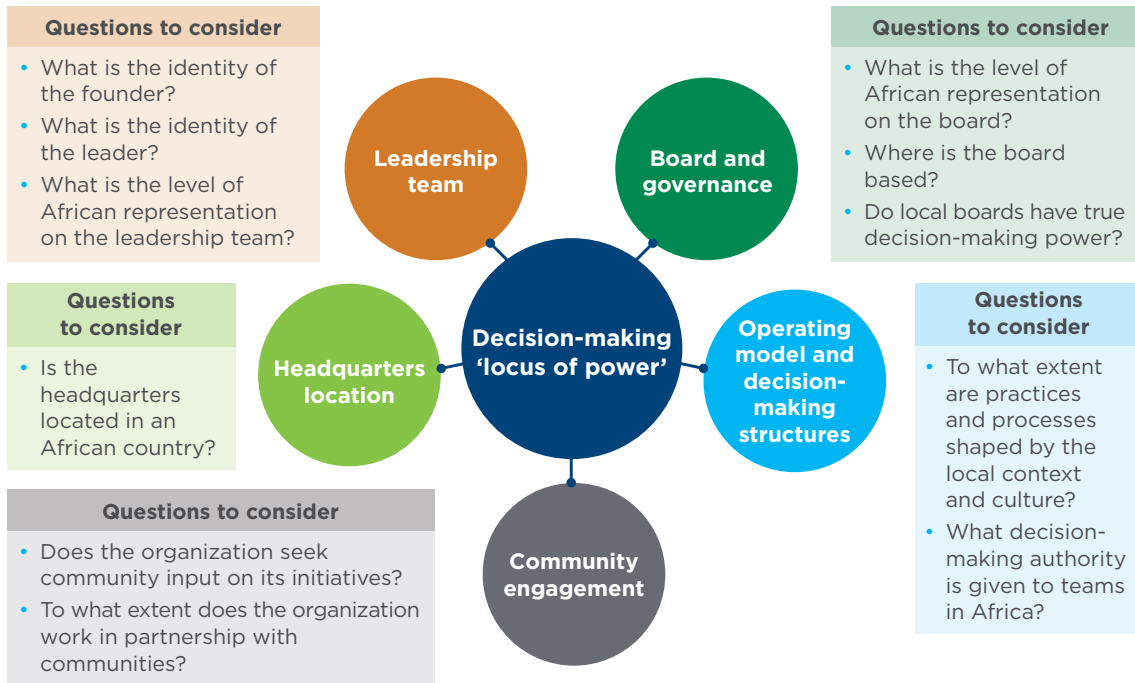 Questions to consider
• What is the identity of
the founder?
• What is the identity of
the leader?
• What is the level of
African representation
on the leadership team?
Leadership
team
Board and
governance
Questions to consider
• What is the level of
African representation
on the board?
• Where is the board
based?
• Do local boards have true
decision-making power?
Questions
to consider
• Is the
headquarters
located in an
African country?
Headquarters
location
Decision-making
‘locus of power’
Operating
model and
decision-
making
structures
Questions
to consider
• To what extent
are practices
and processes
shaped by the
local context
and culture?
• What decision-
making authority
is given to teams
in Africa?
Questions to consider
• Does the organization seek
community input on its initiatives?
• To what extent does the organization
work in partnership with
communities?
Community
engagement